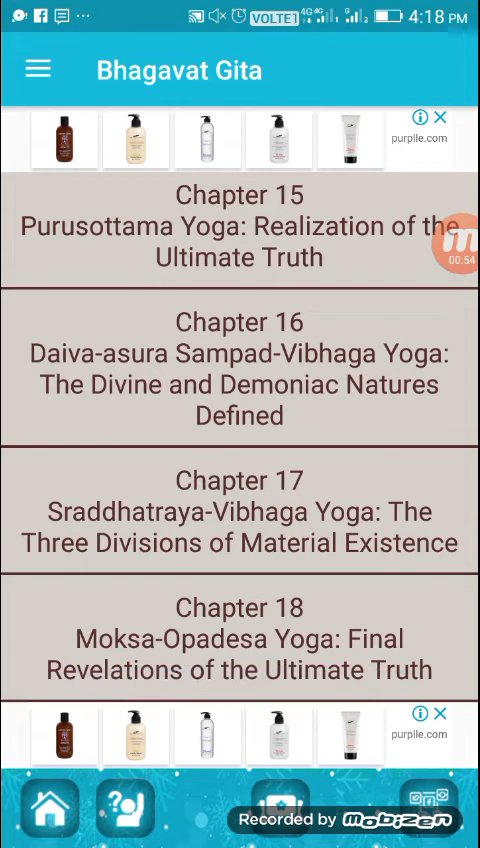 VOLTE1 4G 4G 4:18 PM
Bhagavat Gita
purplle.com
Chapter 15
Purusottama Yoga: Realization of the
Ultimate Truth
00:54
Chapter 16
Daiva-asura Sampad-Vibhaga Yoga:
The Divine and Demoniac Natures
Defined
Chapter 17
Sraddhatraya-Vibhaga Yoga: The
Three Divisions of Material Existence
Chapter 18
Moksa-Opadesa Yoga: Final
Revelations of the Ultimate Truth
purplle.com
Recorded by mobizen